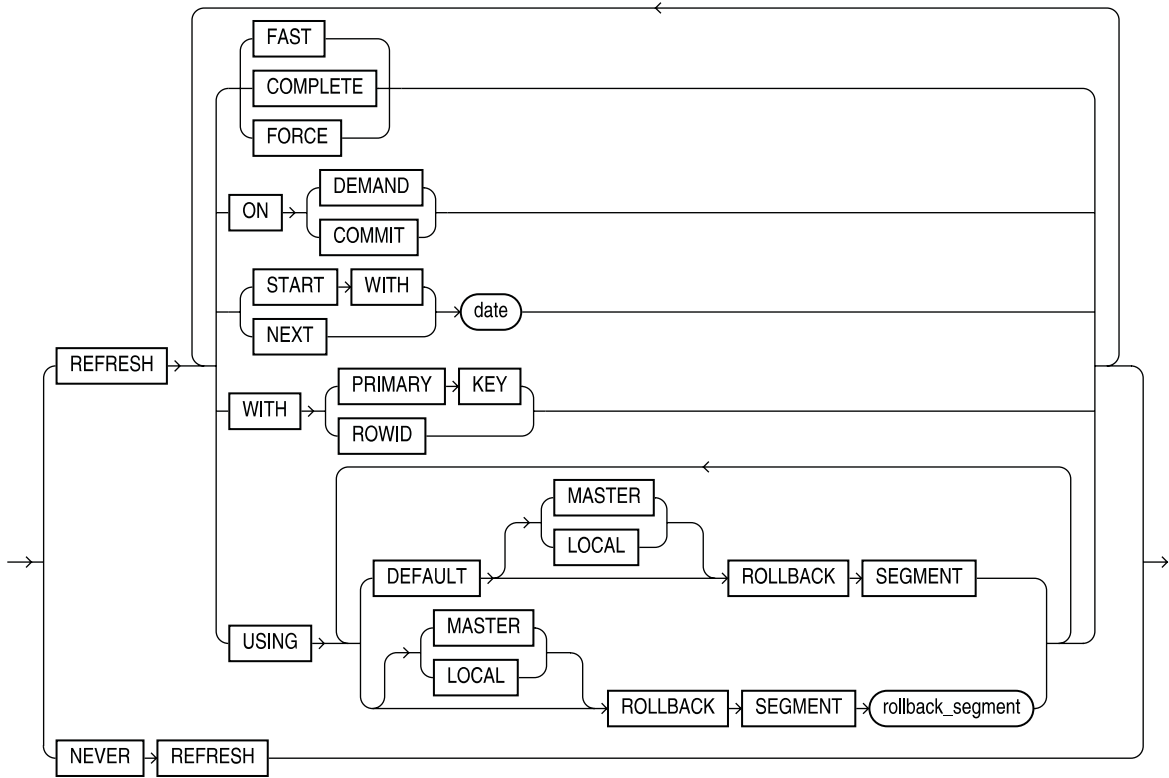 FAST
COMPLETE
FORCE
DEMAND
ON
COMMIT
START WITH
date
NEXT
REFRESH
PRIMARY KEY
WITH
ROWID
MASTER
LOCAL
DEFAULT ROLLBACK SEGMENT
MASTER
USING
LOCAL
ROLLBACK SEGMENT rollback_segment
NEVER REFRESH